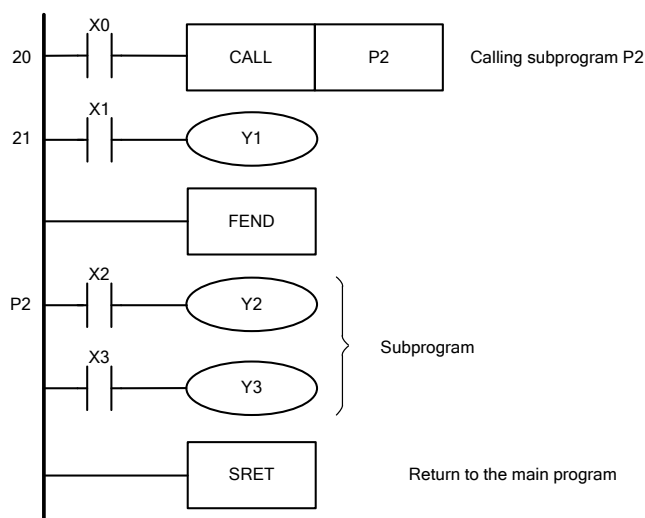 X0
20 CALL P2 Calling subprogram P2
X1
21 Y1
FEND
X2
P2 Y2
Subprogram
X3
Y3
SRET Return to the main program